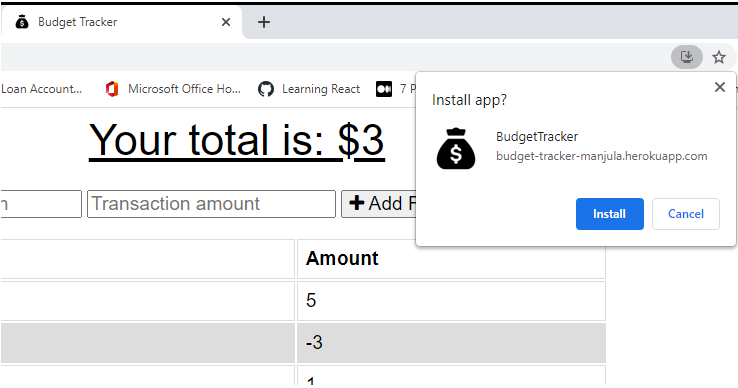 Budget Tracker
Loan Account...
Microsoft Office Ho...
Learning React
7 P
Install app?
BudgetTracker
budget-tracker-manjula.herokuapp.com
Install
Cancel
Your total is: $3
n
Transaction amount
Add F
Amount
5
-3
1